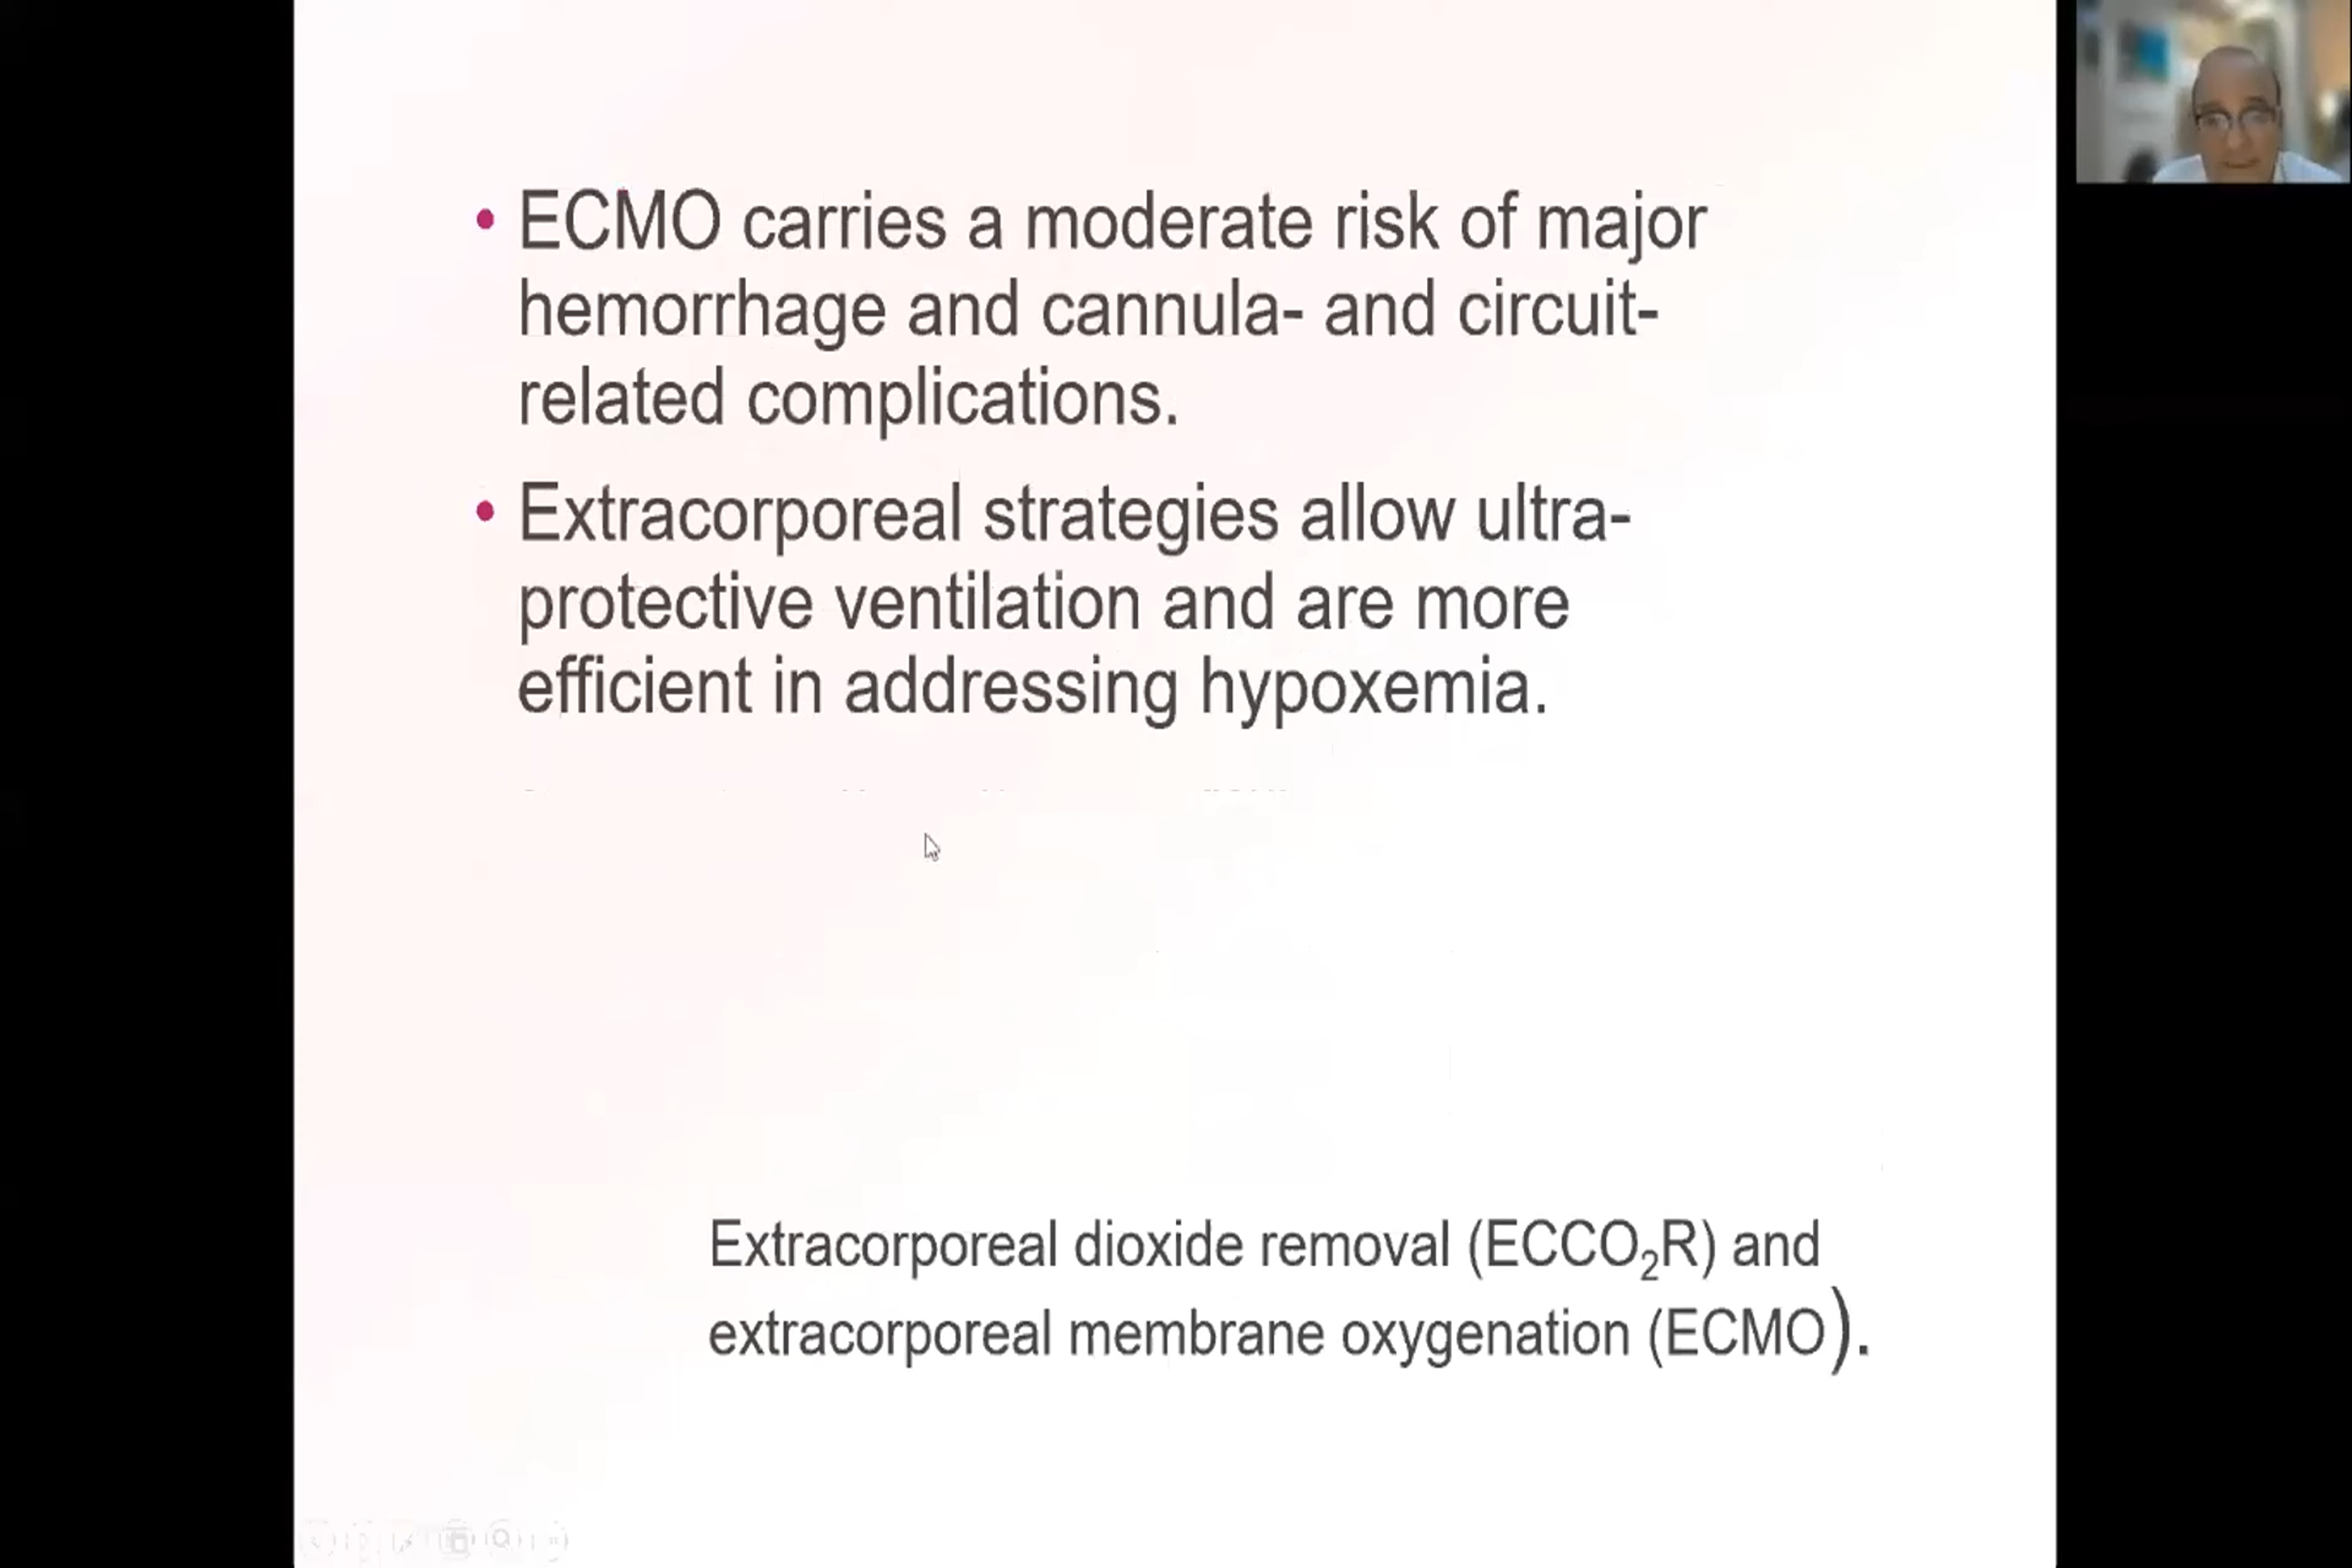 • ECMO carries a moderate risk of major
hemorrhage and cannula- and circuit-
related complications.
• Extracorporeal strategies allow ultra-
protective ventilation and are more
efficient in addressing hypoxemia.
Extracorporeal dioxide removal (ECCO₂R) and
extracorporeal membrane oxygenation (ECMO).